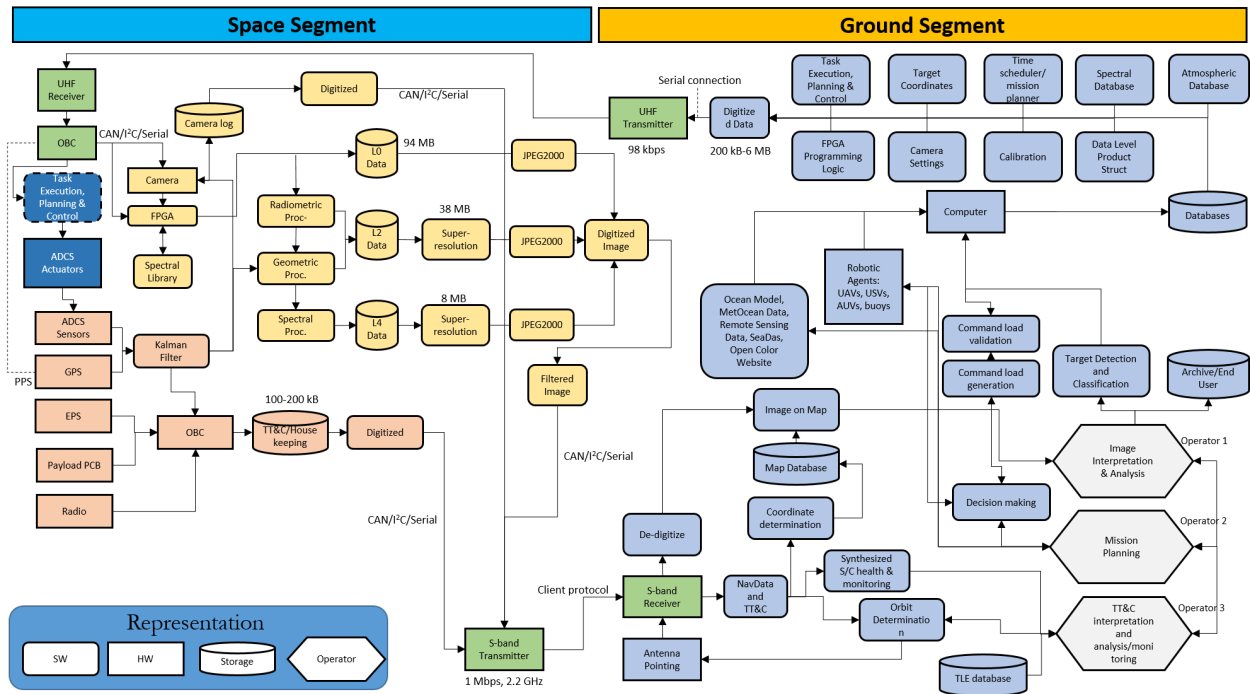 Space Segment
Ground Segment
UHF
Receiver
OBC
CAN/I²C/Serial
Task
Execution,
Planning &
Control
ADCS
Actuators
ADCS
Sensors
GPS
PPS
EPS
Payload PCB
Radio
Camera log
Camera
FPGA
Spectral
Library
Kalman
Filter
OBC
100-200 kB
TT&C/House
keeping
Digitized
Digitized
CAN/I²C/Serial
L0
Data
94 MB
JPEG2000
Radiometric
Proc-
Geometric
Proc.
Spectral
Proc.
L2
Data
38 MB
Super-
resolution
JPEG2000
Digitized
Image
L4
Data
8 MB
Super-
resolution
JPEG2000
Filtered
Image
CAN/I²C/Serial
CAN/I²C/Serial
S-band
Transmitter
1 Mbps, 2.2 GHz
Client protocol
Serial connection
UHF
Transmitter
98 kbps
Digitize
d Data
200 kB-6 MB
Task
Execution,
Planning &
Control
Target
Coordinates
Time
scheduler/
mission
planner
Spectral
Database
Atmospheric
Database
FPGA
Programming
Logic
Camera
Settings
Calibration
Data Level
Product
Struct
Databases
Computer
Robotic
Agents:
UAVs, USVs,
AUVs, buoys
Ocean Model,
MetOcean Data,
Remote Sensing
Data, SeaDas,
Open Color
Website
Command load
validation
Command load
generation
Target Detection
and
Classification
Archive/End
User
Image on Map
Map Database
Coordinate
determination
De-digitize
S-band
Receiver
Antenna
Pointing
NavData
and TT&C
Synthesized
S/C health &
monitoring
Orbit
Determinatio
n
TLE database
Decision making
Image
Interpretation
& Analysis
Operator 1
Mission
Planning
Operator 2
TT&C
interpretation
and
analysis/moni
toring
Operator 3
Representation
SW
HW
Storage
Operator